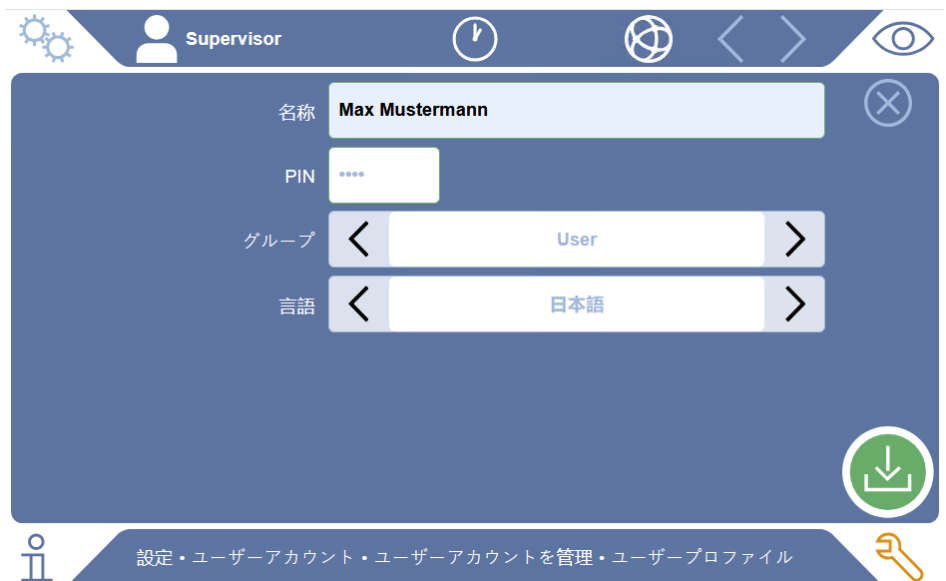 Supervisor
名称 Max Mustermann
PIN ••••
グループ User
言語 日本語
設定・ユーザーアカウント・ユーザーアカウントを管理・ユーザープロファイル